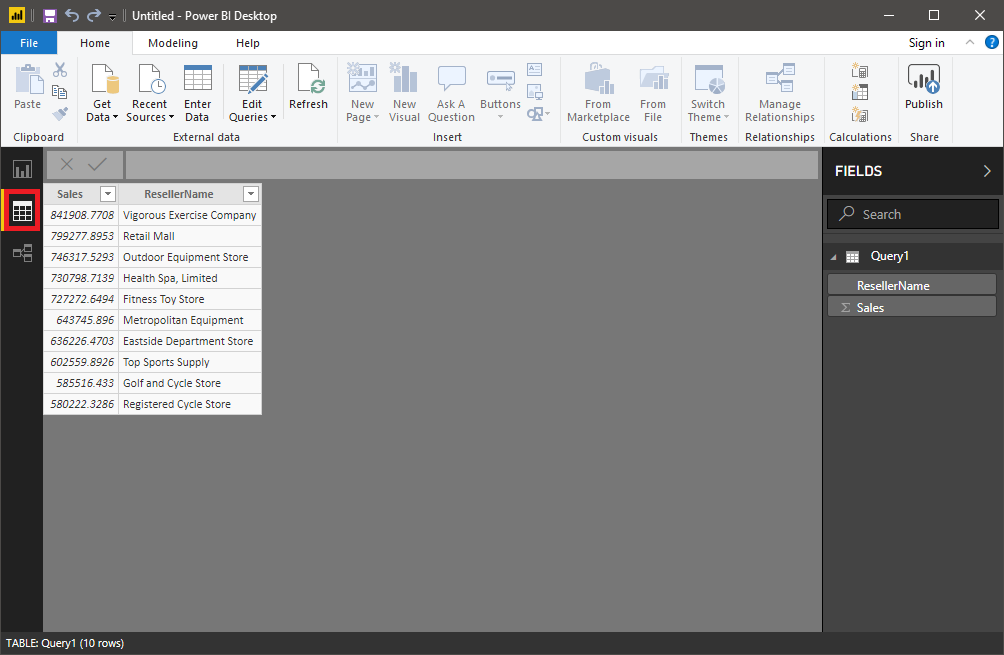 Untitled - Power BI Desktop
File Home Modeling Help Sign in
Paste
Get Data
Recent Sources
Enter Data
Edit Queries
Refresh
New Page
New Visual
Ask A Question
Buttons
From Marketplace
From File
Switch Theme
Manage Relationships
Publish
Clipboard External data Insert Custom visuals Themes Relationships Calculations Share
FIELDS
Search
Query1
ResellerName
Σ Sales
Sales ResellerName
841908.7708 Vigorous Exercise Company
799277.8953 Retail Mall
746317.5293 Outdoor Equipment Store
730798.7139 Health Spa, Limited
727272.6494 Fitness Toy Store
643745.896 Metropolitan Equipment
636226.4703 Eastside Department Store
602559.8926 Top Sports Supply
585516.433 Golf and Cycle Store
580222.3286 Registered Cycle Store
TABLE: Query1 (10 rows)